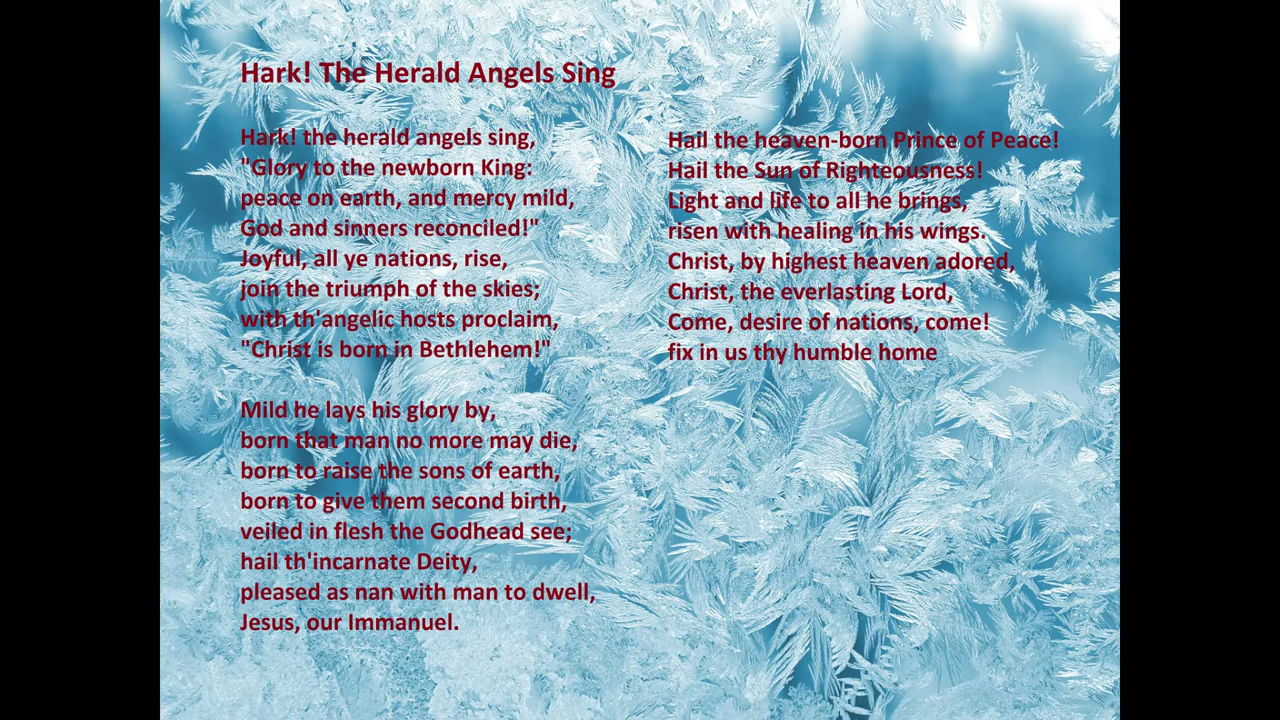 Hark! The Herald Angels Sing
Hark! the herald angels sing,
"Glory to the newborn King:
peace on earth, and mercy mild,
God and sinners reconciled!"
Joyful, all ye nations, rise,
join the triumph of the skies;
with th'angelic hosts proclaim,
"Christ is born in Bethlehem!"
Mild he lays his glory by,
born that man no more may die,
born to raise the sons of earth,
born to give them second birth,
veiled in flesh the Godhead see;
hail th'incarnate Deity,
pleased as nan with man to dwell,
Jesus, our Immanuel.
Hail the heaven-born Prince of Peace!
Hail the Sun of Righteousness!
Light and life to all he brings,
risen with healing in his wings.
Christ, by highest heaven adored,
Christ, the everlasting Lord,
Come, desire of nations, come!
fix in us thy humble home